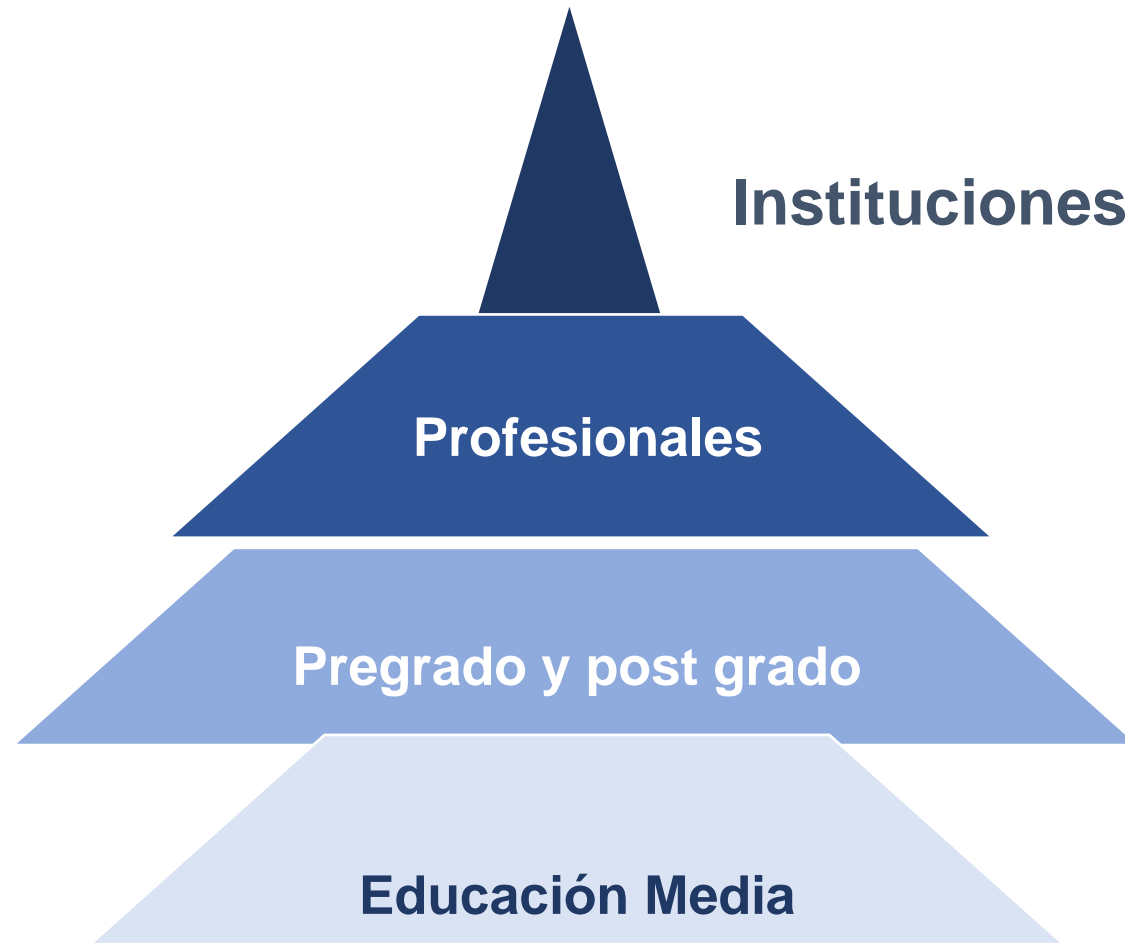 Instituciones
Profesionales
Pregrado y post grado
Educación Media